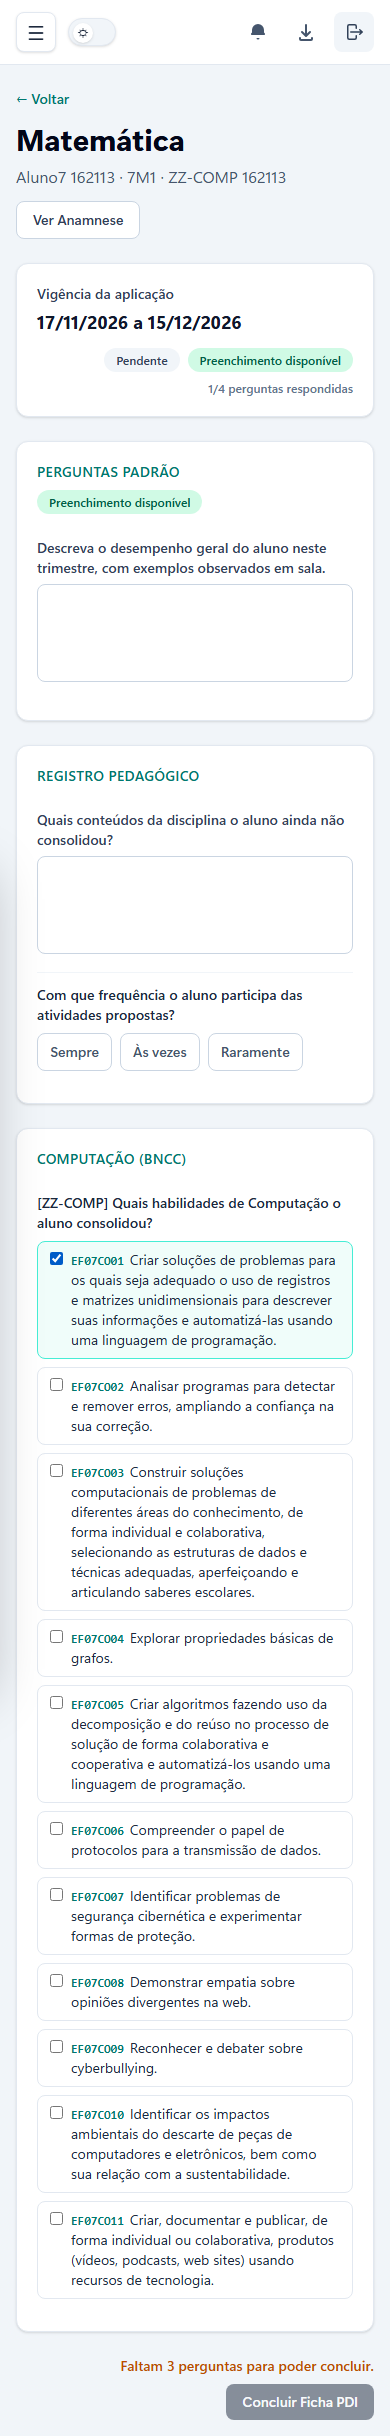 ← Voltar
Matemática
Aluno7 162113 · 7M1 · ZZ-COMP 162113
Ver Anamnese
Vigência da aplicação
17/11/2026 a 15/12/2026
Pendente
Preenchimento disponível
1/4 perguntas respondidas
PERGUNTAS PADRÃO
Preenchimento disponível
Descreva o desempenho geral do aluno neste
trimestre, com exemplos observados em sala.
REGISTRO PEDAGÓGICO
Quais conteúdos da disciplina o aluno ainda não
consolidou?
Com que frequência o aluno participa das
atividades propostas?
Sempre
Às vezes
Raramente
COMPUTAÇÃO (BNCC)
[ZZ-COMP] Quais habilidades de Computação o
aluno consolidou?
EF07CO01 Criar soluções de problemas para
os quais seja adequado o uso de registros
e matrizes unidimensionais para descrever
suas informações e automatizá-las usando
uma linguagem de programação.
EF07CO02 Analisar programas para detectar
e remover erros, ampliando a confiança na
sua correção.
EF07CO03 Construir soluções
computacionais de problemas de
diferentes áreas do conhecimento, de
forma individual e colaborativa,
selecionando as estruturas de dados e
técnicas adequadas, aperfeiçoando e
articulando saberes escolares.
EF07CO04 Explorar propriedades básicas de
grafos.
EF07CO05 Criar algoritmos fazendo uso da
decomposição e do reúso no processo de
solução de forma colaborativa e
cooperativa e automatizá-los usando uma
linguagem de programação.
EF07CO06 Compreender o papel de
protocolos para a transmissão de dados.
EF07CO07 Identificar problemas de
segurança cibernética e experimentar
formas de proteção.
EF07CO08 Demonstrar empatia sobre
opiniões divergentes na web.
EF07CO09 Reconhecer e debater sobre
cyberbullying.
EF07CO10 Identificar os impactos
ambientais do descarte de peças de
computadores e eletrônicos, bem como
sua relação com a sustentabilidade.
EF07CO11 Criar, documentar e publicar, de
forma individual ou colaborativa, produtos
(vídeos, podcasts, web sites) usando
recursos de tecnologia.
Faltam 3 perguntas para poder concluir.
Concluir Ficha PDI